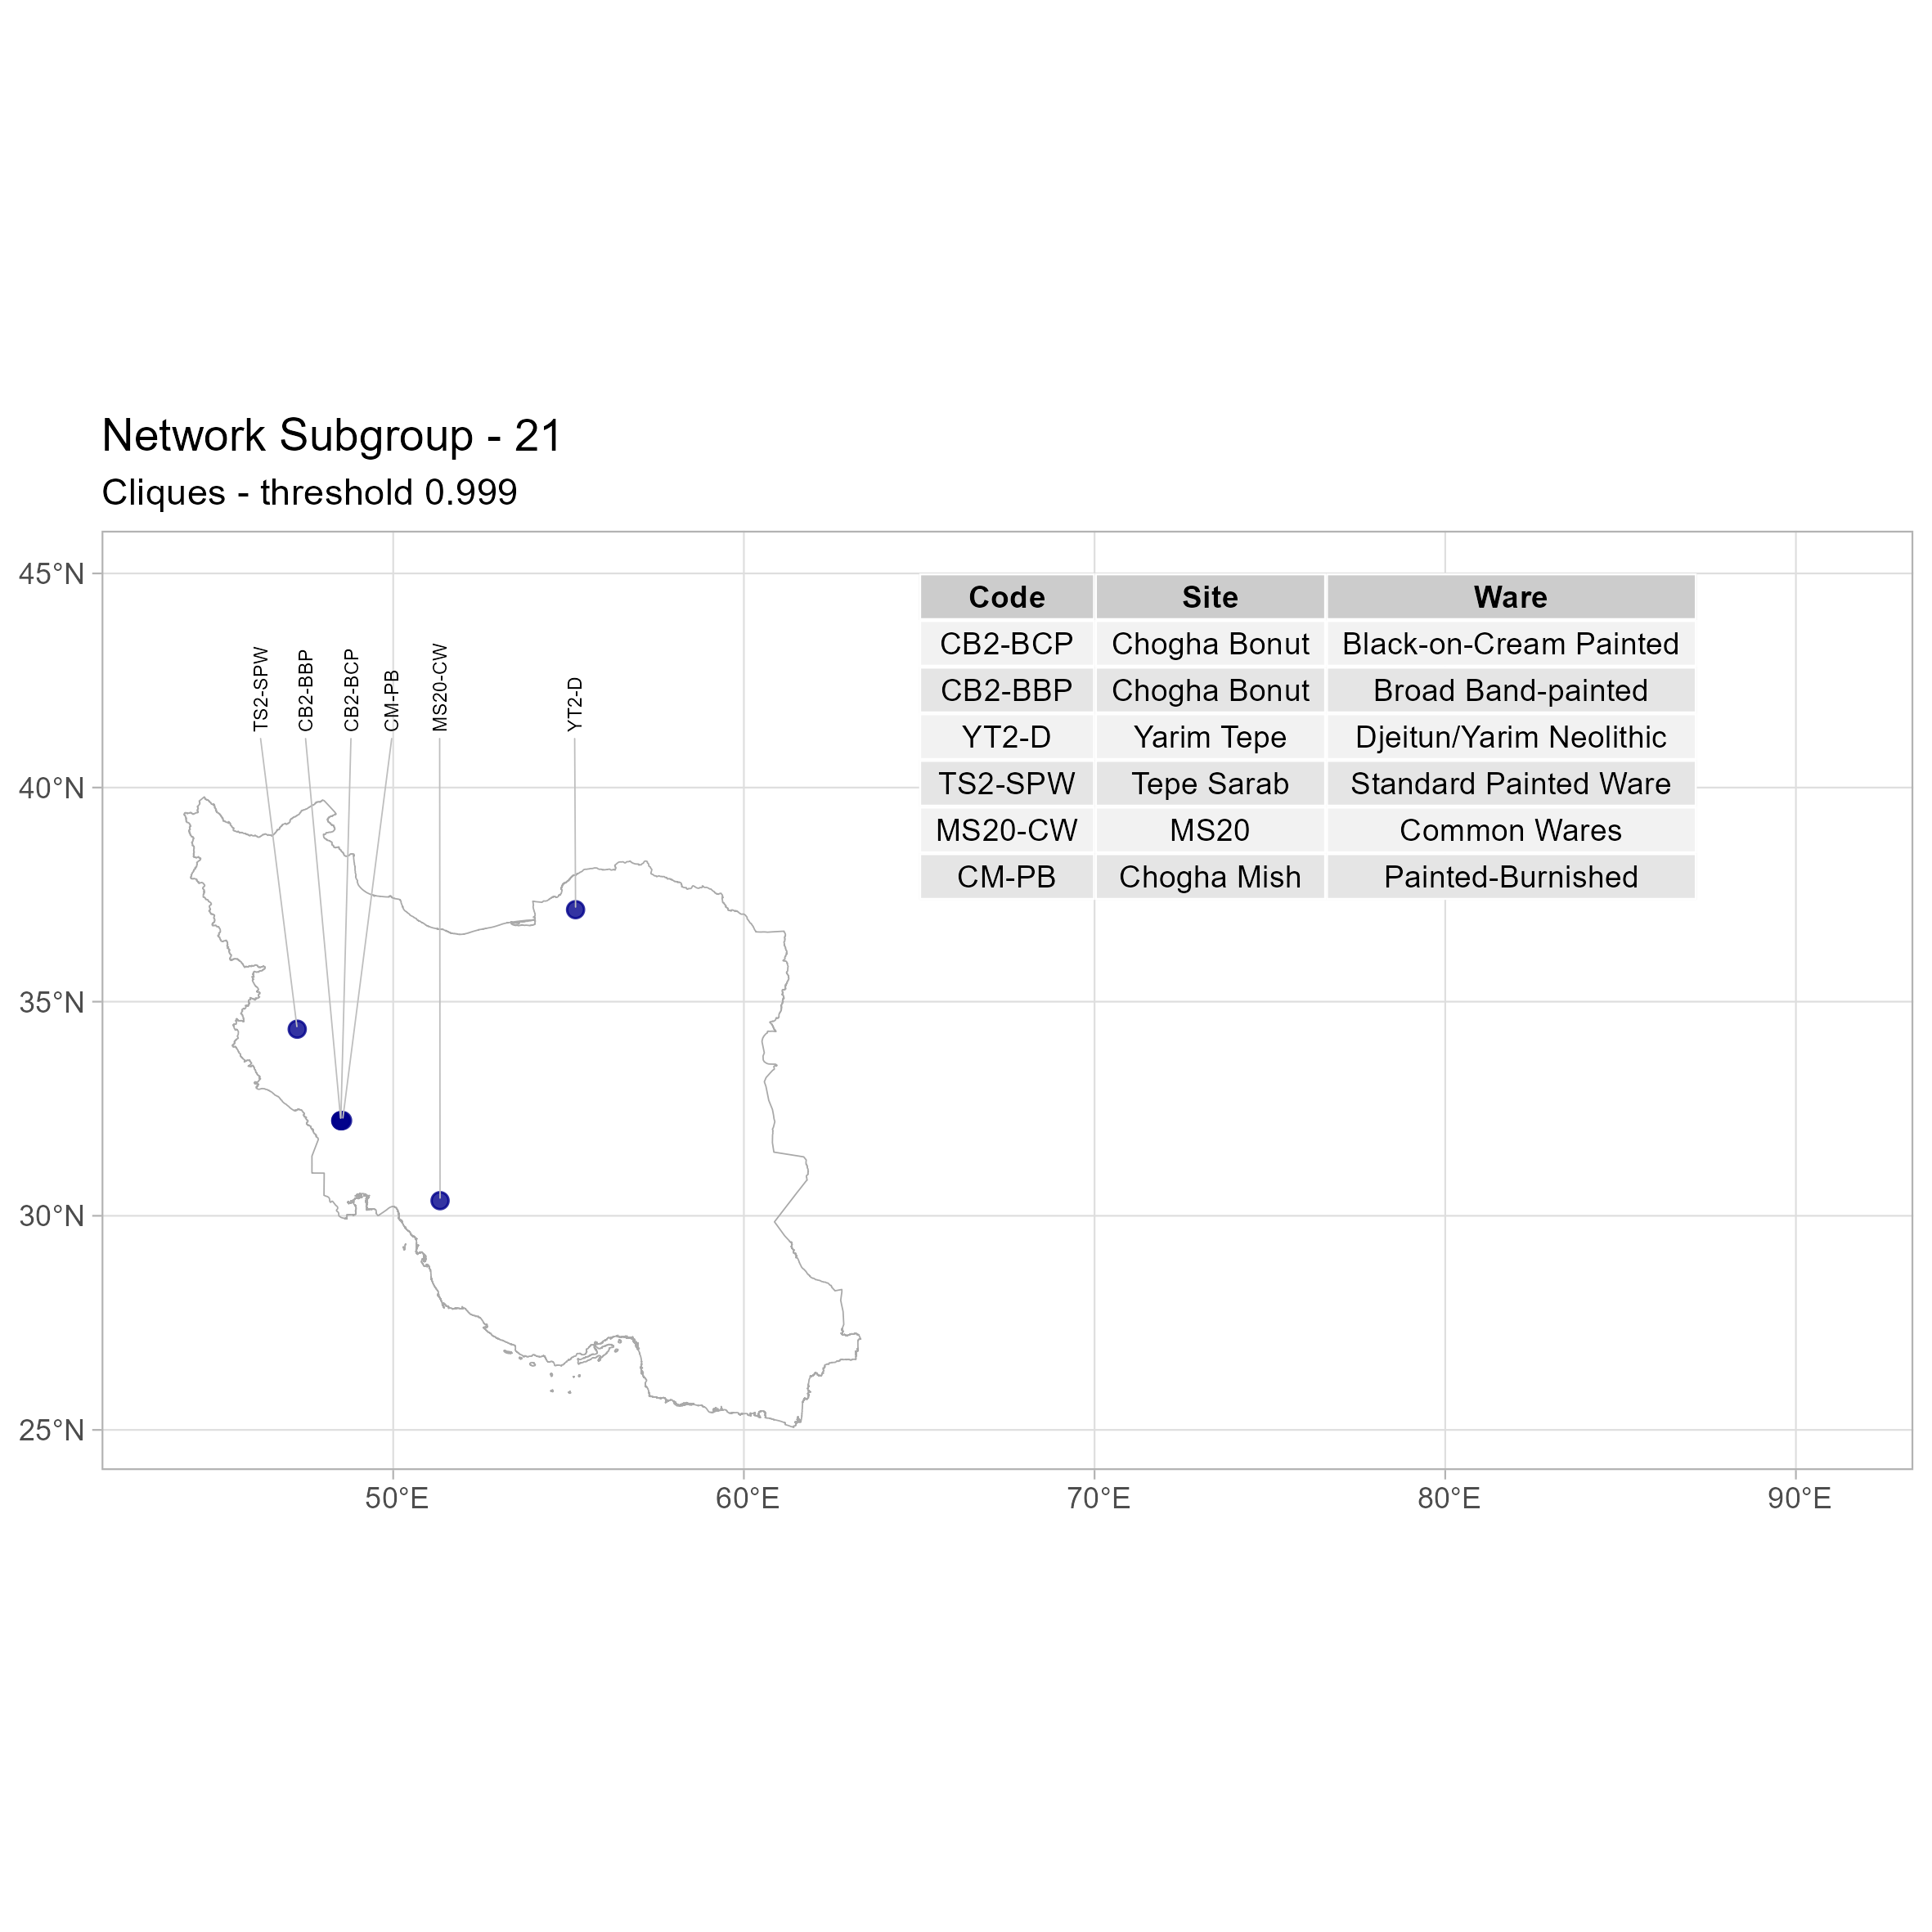 Network Subgroup - 21
Cliques - threshold 0.999
45°N
40°N
35°N
30°N
25°N
TS2-SPW
CB2-BBP
CB2-BCP
CM-PB
MS20-CW
YT2-D
Code Site Ware
CB2-BCP Chogha Bonut Black-on-Cream Painted
CB2-BBP Chogha Bonut Broad Band-painted
YT2-D Yarim Tepe Djeitun/Yarim Neolithic
TS2-SPW Tepe Sarab Standard Painted Ware
MS20-CW MS20 Common Wares
CM-PB Chogha Mish Painted-Burnished
50°E 60°E 70°E 80°E 90°E